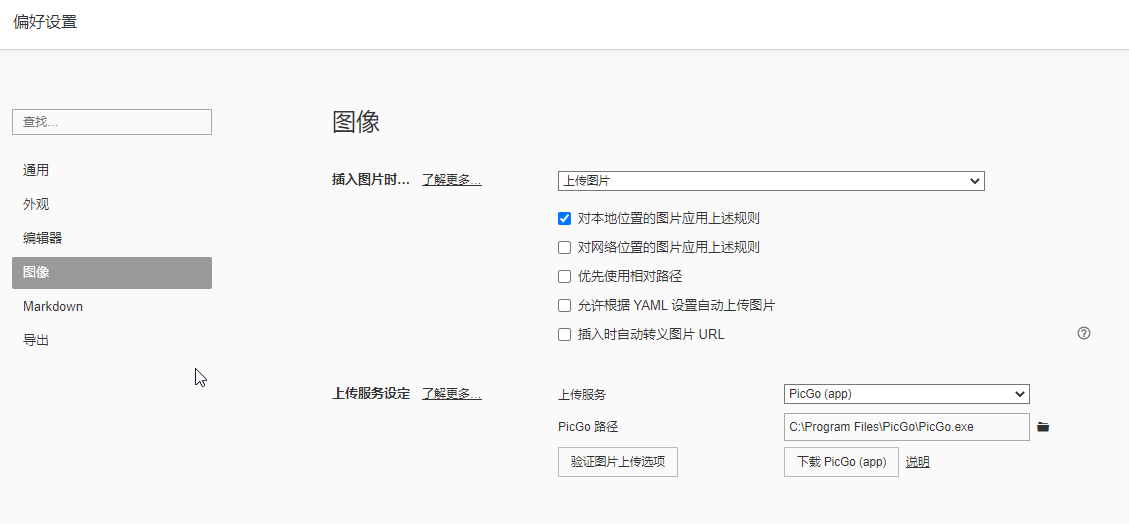 偏好设置
查找...
通用
外观
编辑器
图像
Markdown
导出
图像
插入图片时... 了解更多... 上传图片
对本地位置的图片应用上述规则
对网络位置的图片应用上述规则
优先使用相对路径
允许根据 YAML 设置自动上传图片
插入时自动转义图片 URL
上传服务设定 了解更多... 上传服务 PicGo (app)
PicGo 路径 C:\Program Files\PicGo\PicGo.exe
验证图片上传选项 下载 PicGo (app) 说明